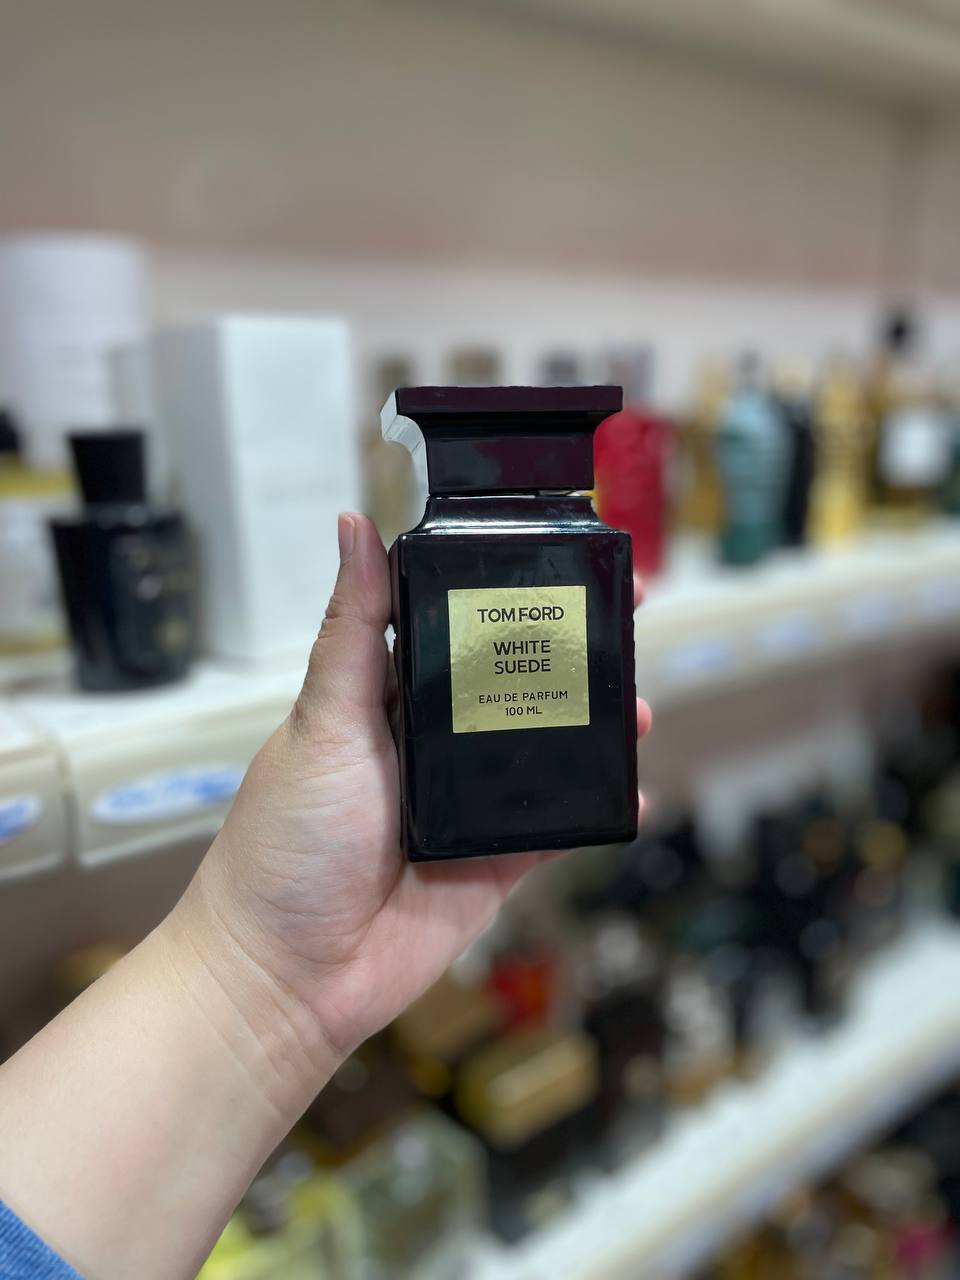 TOM FORD
WHITE
SUEDE
EAU DE PARFUM
100 ML